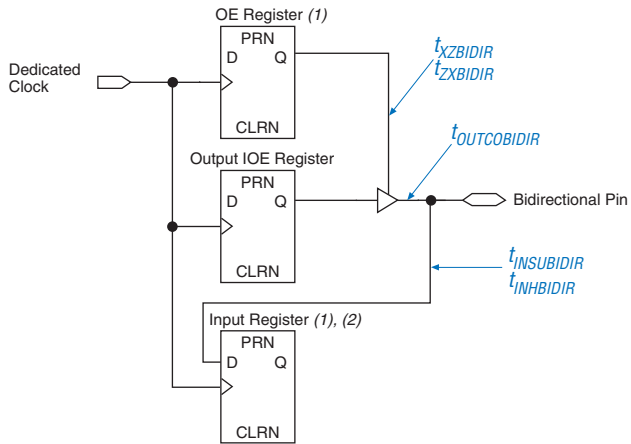 OE Register (1)
PRN
D Q
CLRN
Dedicated
Clock
tXZBIDIR
tZXBIDIR
tOUTCOBIDIR
Output IOE Register
PRN
D Q
CLRN
Bidirectional Pin
tINSUBIDIR
tINHBIDIR
Input Register (1), (2)
PRN
D Q
CLRN